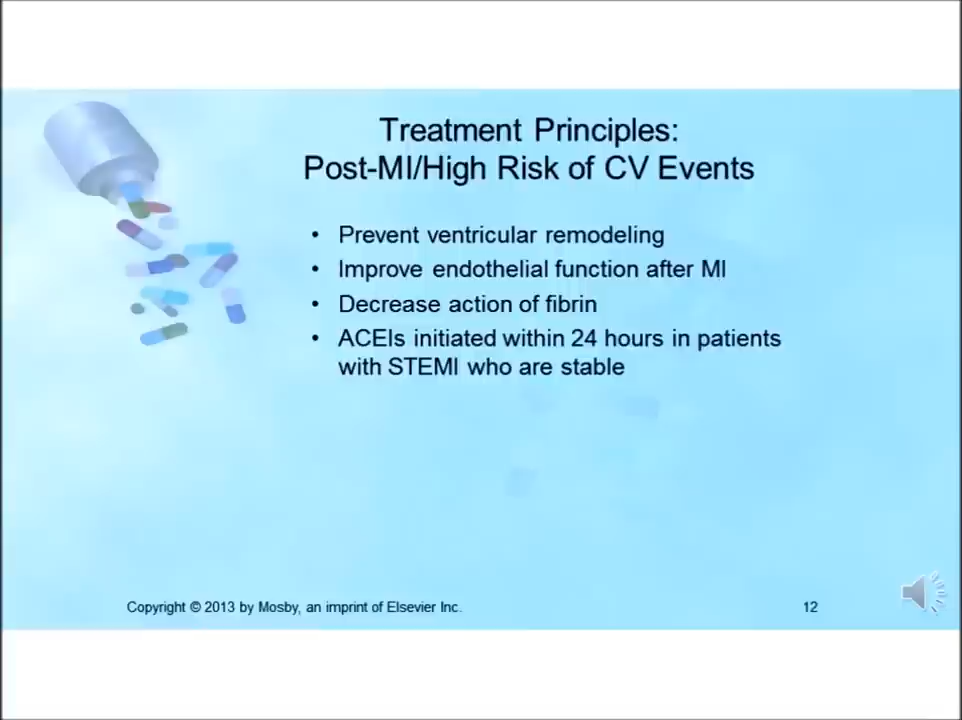 Treatment Principles:
Post-MI/High Risk of CV Events
• Prevent ventricular remodeling
• Improve endothelial function after MI
• Decrease action of fibrin
• ACEIs initiated within 24 hours in patients
with STEMI who are stable
Copyright © 2013 by Mosby, an imprint of Elsevier Inc.
12